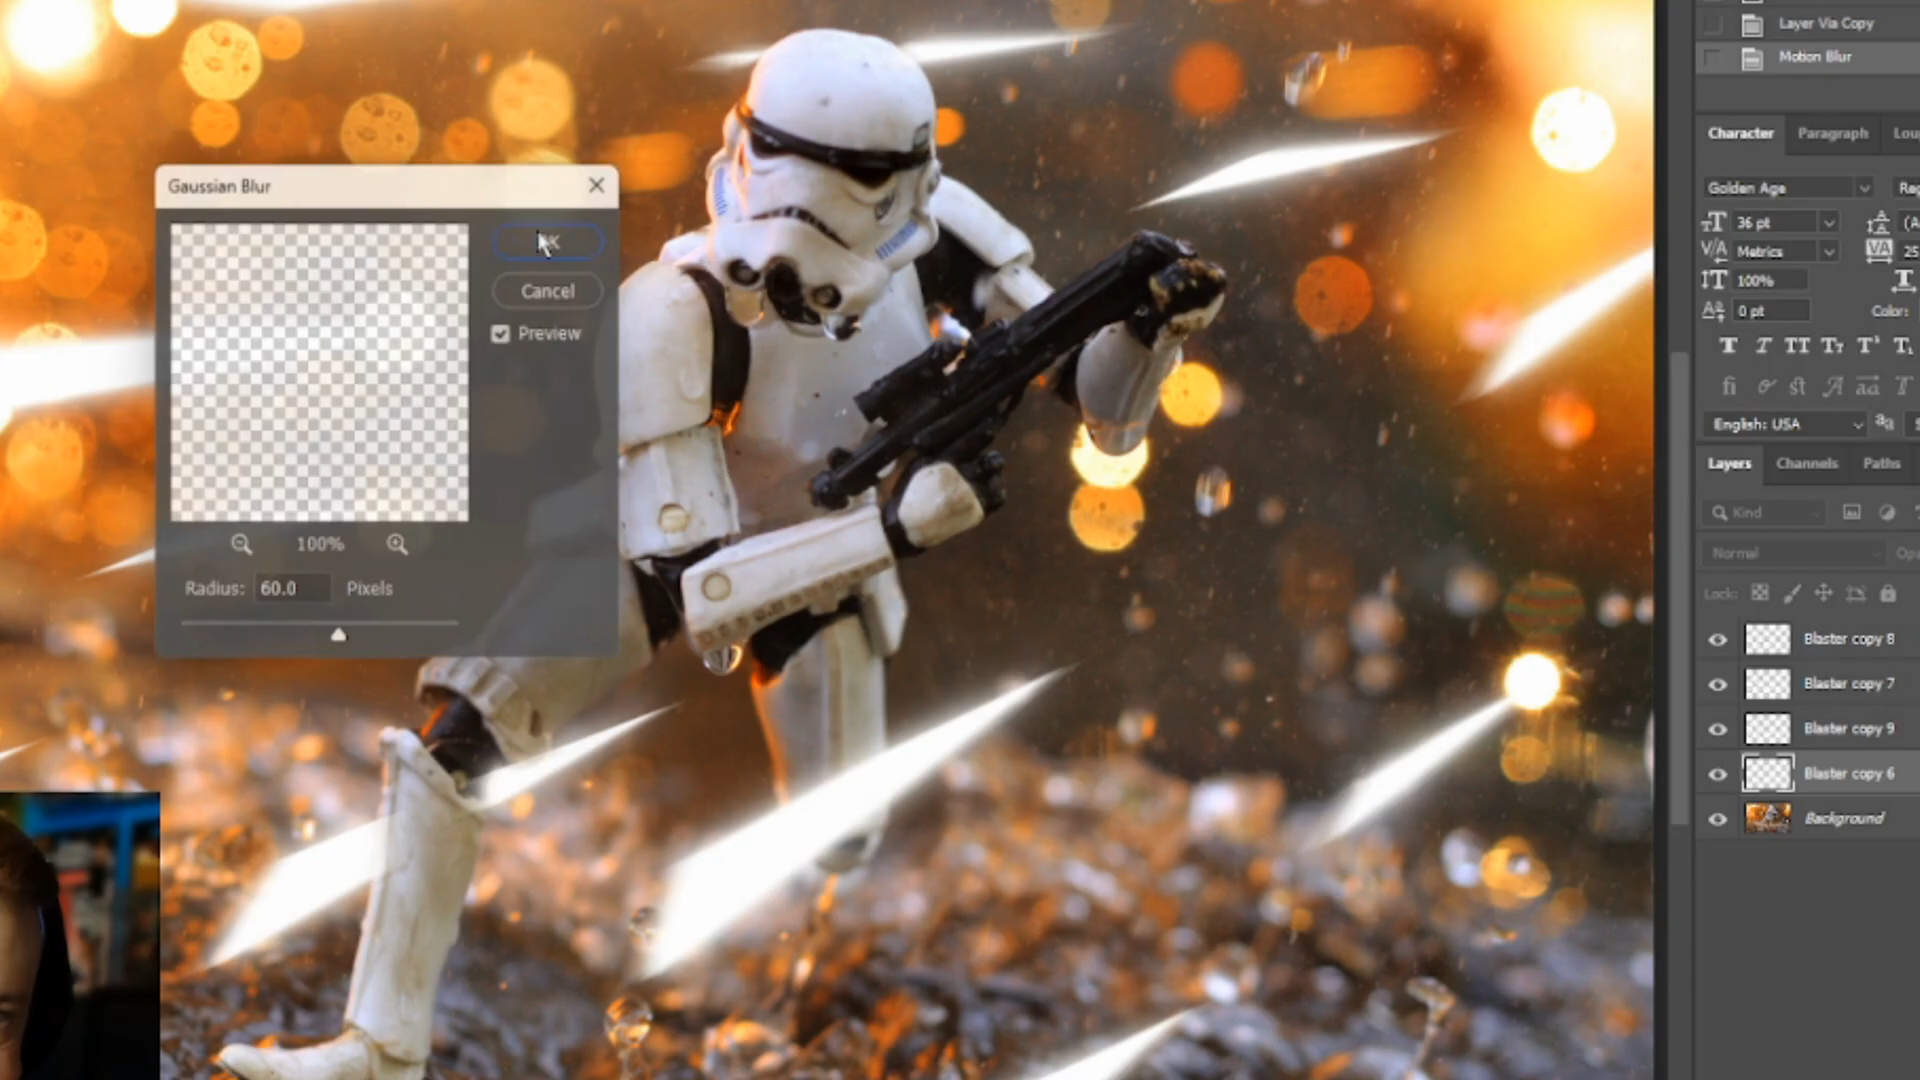 Gaussian Blur
Cancel
Preview
100%
Radius: 60.0 Pixels
Layer Via Copy
Motion Blur
Character Paragraph
Golden Age
36 pt
Metrics
100%
0 pt
Color:
English: USA
Layers Channels Paths
Kind
Normal
Lock:
Blaster copy 8
Blaster copy 7
Blaster copy 9
Blaster copy 6
Background